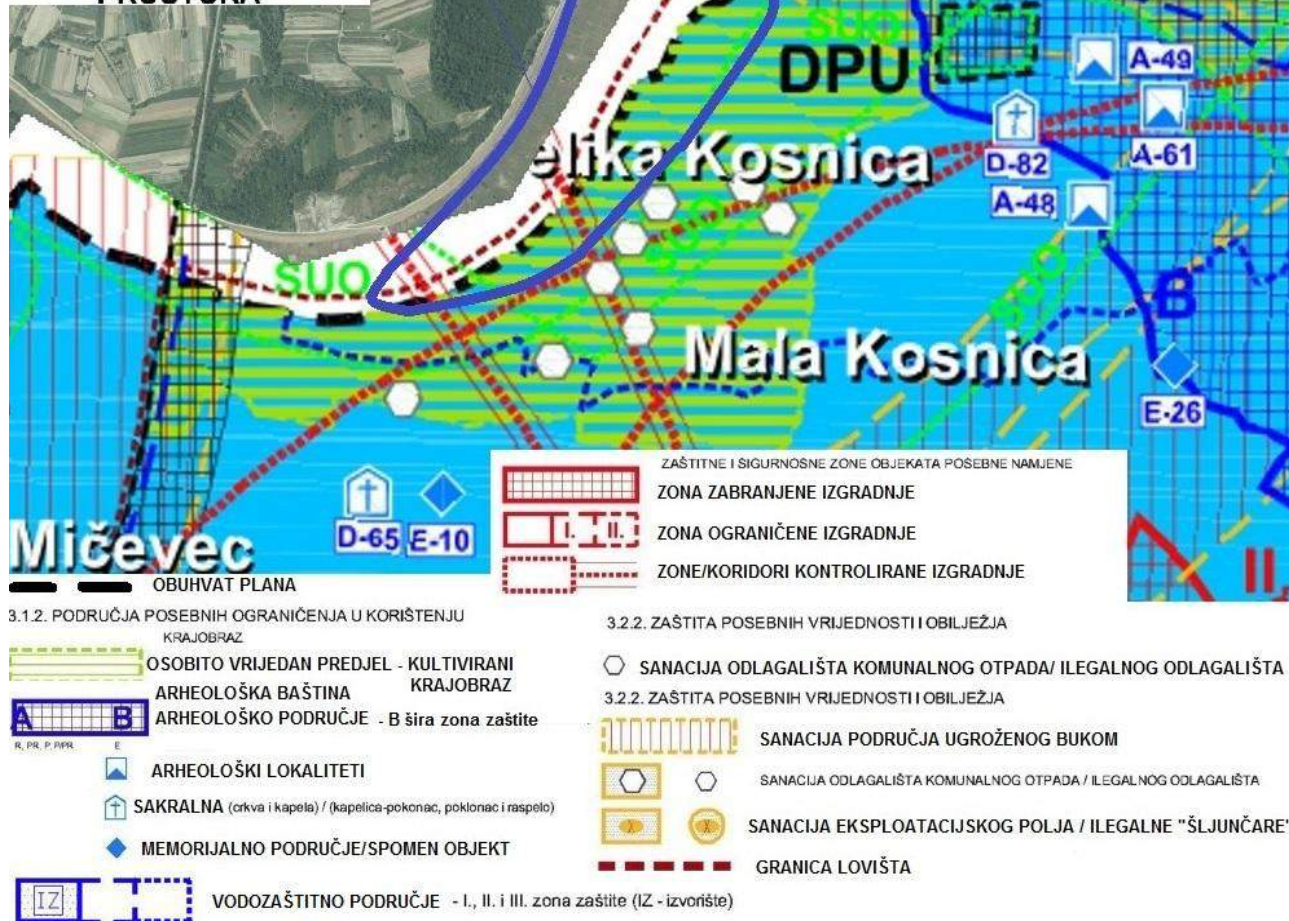 PROSTORA
SUO
DPU
A-49
Velika Kosnica
D-82
A-61
A-48
SUO
SUO
SUO
B
Mala Kosnica
E-26
D-65 E-10
Mičevec
II.
ZAŠTITNE I SIGURNOSNE ZONE OBJEKATA POSEBNE NAMJENE
ZONA ZABRANJENE IZGRADNJE
I. II. ZONA OGRANIČENE IZGRADNJE
ZONE/KORIDORI KONTROLIRANE IZGRADNJE
OBUHVAT PLANA
3.1.2. PODRUČJA POSEBNIH OGRANIČENJA U KORIŠTENJU
KRAJOBRAZ
OSOBITO VRIJEDAN PREDJEL - KULTIVIRANI
KRAJOBRAZ
ARHEOLOŠKA BAŠTINA
A B ARHEOLOŠKO PODRUČJE - B šira zona zaštite
R, PR, P, P/PR E
ARHEOLOŠKI LOKALITETI
SAKRALNA (crkva i kapela) / (kapelica-pokonac, poklonac i raspelo)
MEMORIJALNO PODRUČJE/SPOMEN OBJEKT
IZ VODOZAŠTITNO PODRUČJE - I., II. i III. zona zaštite (IZ - izvorište)
3.2.2. ZAŠTITA POSEBNIH VRIJEDNOSTI I OBILJEŽJA
SANACIJA ODLAGALIŠTA KOMUNALNOG OTPADA/ ILEGALNOG ODLAGALIŠTA
3.2.2. ZAŠTITA POSEBNIH VRIJEDNOSTI I OBILJEŽJA
SANACIJA PODRUČJA UGROŽENOG BUKOM
SANACIJA ODLAGALIŠTA KOMUNALNOG OTPADA / ILEGALNOG ODLAGALIŠTA
X X SANACIJA EKSPLOATACIJSKOG POLJA / ILEGALNE "ŠLJUNČARE"
GRANICA LOVIŠTA